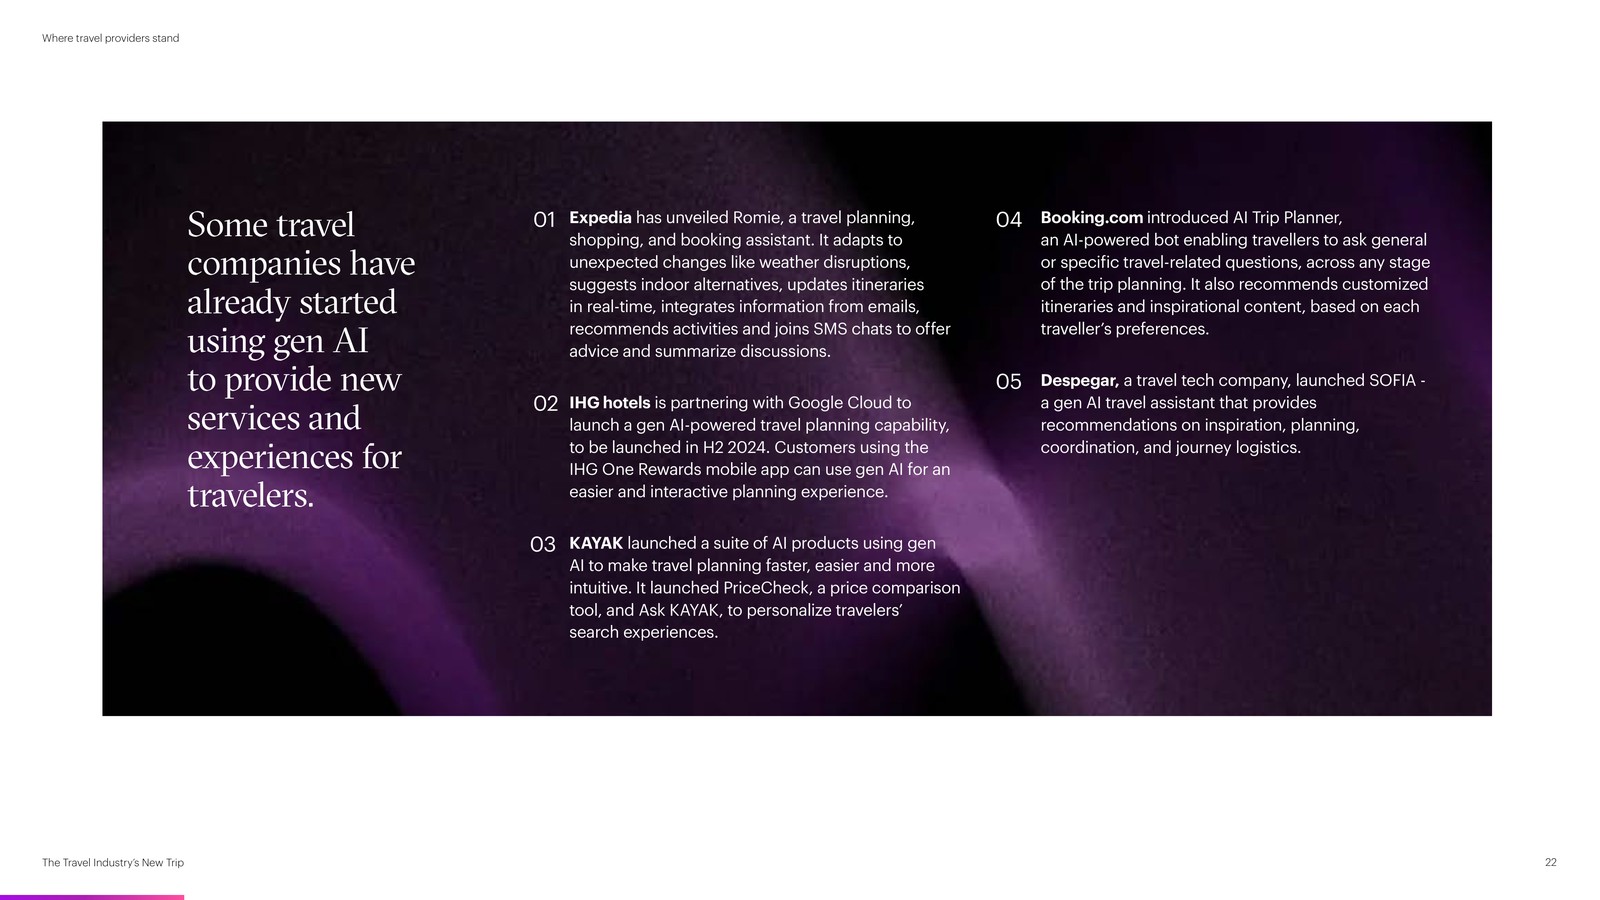 Where travel providers stand
Some travel
companies have
already started
using gen AI
to provide new
services and
experiences for
travelers.
01 Expedia has unveiled Romie, a travel planning,
shopping, and booking assistant. It adapts to
unexpected changes like weather disruptions,
suggests indoor alternatives, updates itineraries
in real-time, integrates information from emails,
recommends activities and joins SMS chats to offer
advice and summarize discussions.
02 IHG hotels is partnering with Google Cloud to
launch a gen AI-powered travel planning capability,
to be launched in H2 2024. Customers using the
IHG One Rewards mobile app can use gen AI for an
easier and interactive planning experience.
03 KAYAK launched a suite of AI products using gen
AI to make travel planning faster, easier and more
intuitive. It launched PriceCheck, a price comparison
tool, and Ask KAYAK, to personalize travelers’
search experiences.
04 Booking.com introduced AI Trip Planner,
an AI-powered bot enabling travellers to ask general
or specific travel-related questions, across any stage
of the trip planning. It also recommends customized
itineraries and inspirational content, based on each
traveller’s preferences.
05 Despegar, a travel tech company, launched SOFIA -
a gen AI travel assistant that provides
recommendations on inspiration, planning,
coordination, and journey logistics.
The Travel Industry’s New Trip
22